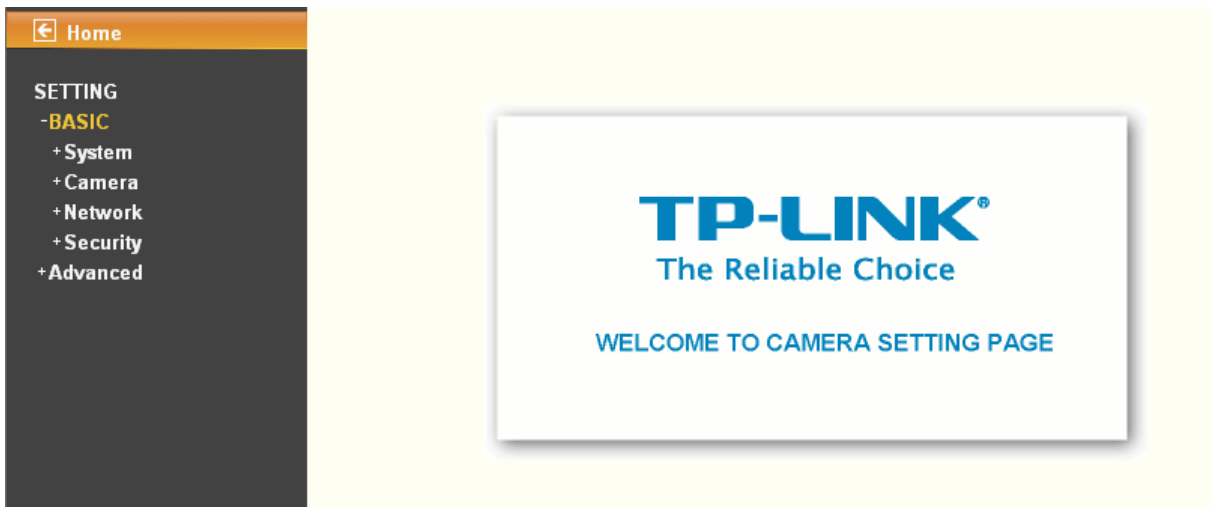 Home
SETTING
-BASIC
+System
+Camera
+Network
+Security
+Advanced
TP-LINK®
The Reliable Choice
WELCOME TO CAMERA SETTING PAGE